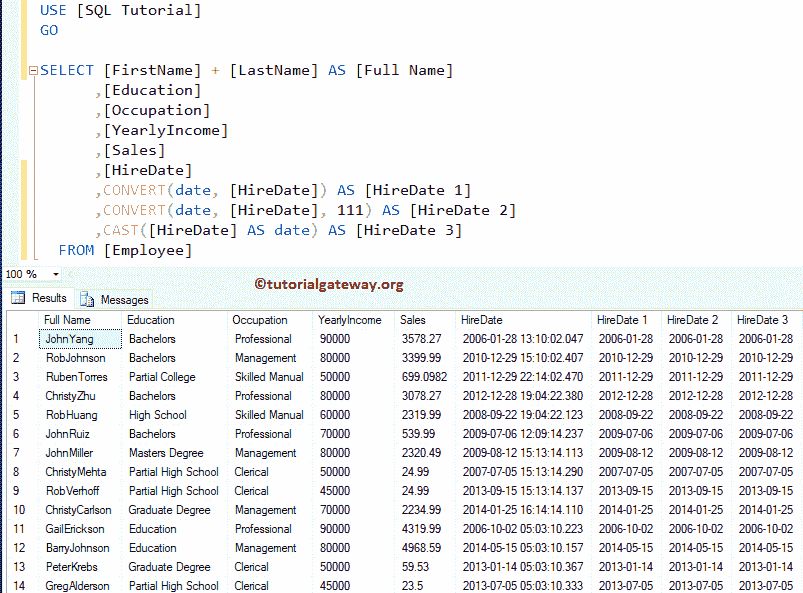 USE [SQL Tutorial]
GO
SELECT [FirstName] + [LastName] AS [Full Name]
,[Education]
,[Occupation]
,[YearlyIncome]
,[Sales]
,[HireDate]
,CONVERT(date, [HireDate]) AS [HireDate 1]
,CONVERT(date, [HireDate], 111) AS [HireDate 2]
,CAST([HireDate] AS date) AS [HireDate 3]
FROM [Employee]
100 %
©tutorialgateway.org
Results Messages
Full Name Education Occupation YearlyIncome Sales HireDate HireDate 1 HireDate 2 HireDate 3
1 JohnYang Bachelors Professional 90000 3578.27 2006-01-28 13:10:02.047 2006-01-28 2006-01-28 2006-01-28
2 RobJohnson Bachelors Management 80000 3399.99 2010-12-29 15:10:02.407 2010-12-29 2010-12-29 2010-12-29
3 RubenTorres Partial College Skilled Manual 50000 699.0982 2011-12-29 22:14:02.470 2011-12-29 2011-12-29 2011-12-29
4 ChristyZhu Bachelors Professional 80000 3078.27 2012-12-28 19:04:22.380 2012-12-28 2012-12-28 2012-12-28
5 RobHuang High School Skilled Manual 60000 2319.99 2008-09-22 19:04:22.123 2008-09-22 2008-09-22 2008-09-22
6 JohnRuiz Bachelors Professional 70000 539.99 2009-07-06 12:09:14.237 2009-07-06 2009-07-06 2009-07-06
7 JohnMiller Masters Degree Management 80000 2320.49 2009-08-12 15:13:14.113 2009-08-12 2009-08-12 2009-08-12
8 ChristyMehta Partial High School Clerical 50000 24.99 2007-07-05 15:13:14.290 2007-07-05 2007-07-05 2007-07-05
9 RobVerhoff Partial High School Clerical 45000 24.99 2013-09-15 15:13:14.137 2013-09-15 2013-09-15 2013-09-15
10 ChristyCarlson Graduate Degree Management 70000 2234.99 2014-01-25 16:14:14.110 2014-01-25 2014-01-25 2014-01-25
11 GailErickson Education Professional 90000 4319.99 2006-10-02 05:03:10.223 2006-10-02 2006-10-02 2006-10-02
12 BarryJohnson Education Management 80000 4968.59 2014-05-15 05:03:10.157 2014-05-15 2014-05-15 2014-05-15
13 PeterKrebs Graduate Degree Clerical 50000 59.53 2013-01-14 05:03:10.367 2013-01-14 2013-01-14 2013-01-14
14 GregAlderson Partial High School Clerical 45000 23.5 2013-07-05 05:03:10.333 2013-07-05 2013-07-05 2013-07-05